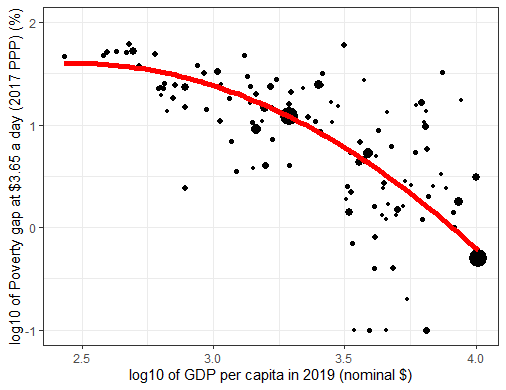 log10 of Poverty gap at $3.65 a day (2017 PPP) (%)
2
1
0
-1
2.5 3.0 3.5 4.0
log10 of GDP per capita in 2019 (nominal $)